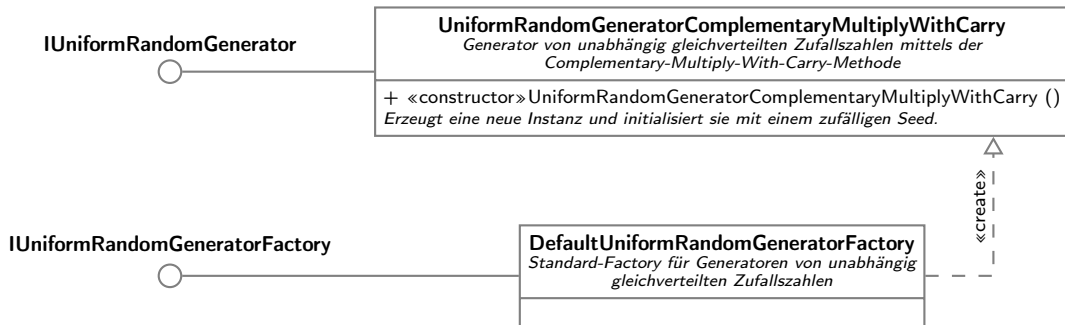 IUniformRandomGenerator
UniformRandomGeneratorComplementaryMultiplyWithCarry
Generator von unabhängig gleichverteilten Zufallszahlen mittels der
Complementary-Multiply-With-Carry-Methode
+ «constructor»UniformRandomGeneratorComplementaryMultiplyWithCarry ()
Erzeugt eine neue Instanz und initialisiert sie mit einem zufälligen Seed.
«create»
IUniformRandomGeneratorFactory
DefaultUniformRandomGeneratorFactory
Standard-Factory für Generatoren von unabhängig
gleichverteilten Zufallszahlen